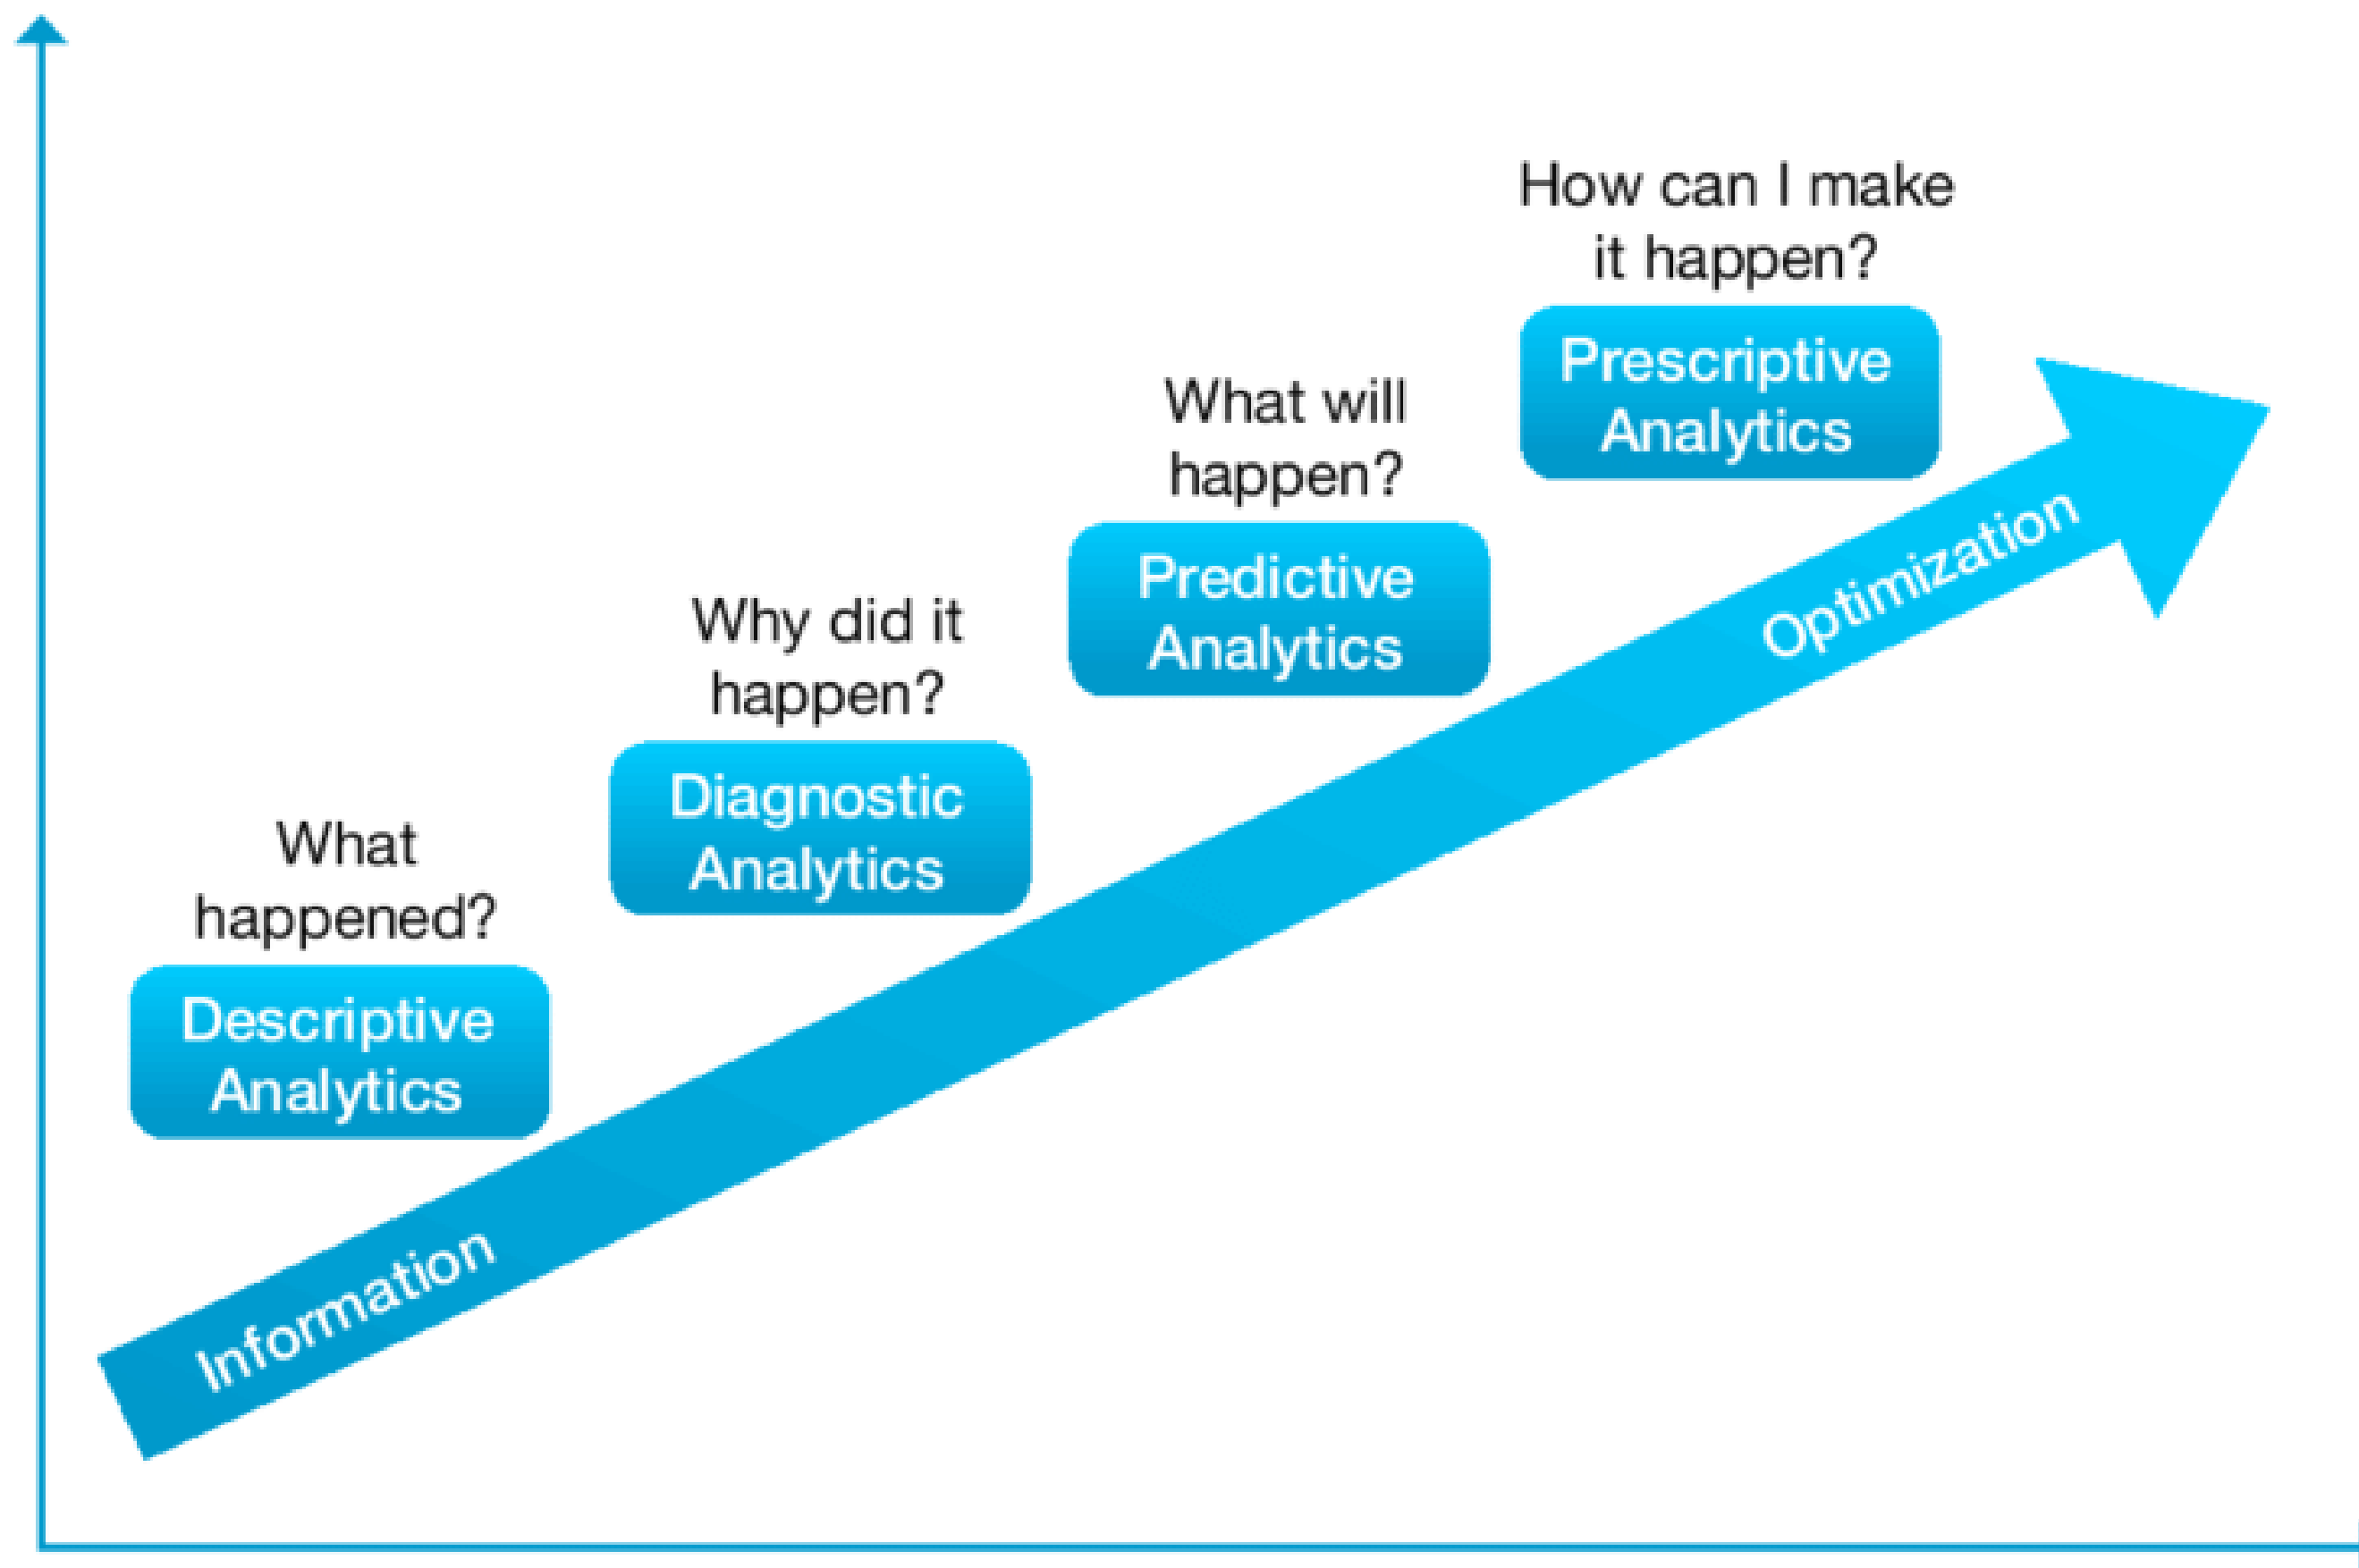 How can I make
it happen?
Prescriptive
Analytics
What will
happen?
Predictive
Analytics
Why did it
happen?
Diagnostic
Analytics
What
happened?
Descriptive
Analytics
Optimization
Information